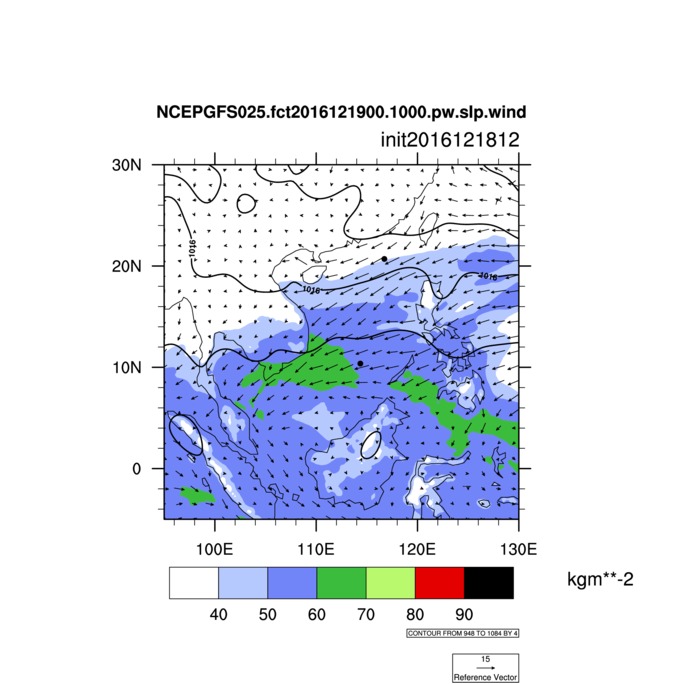 NCEPGFS025.fct2016121900.1000.pw.slp.wind
init2016121812
30N
20N
10N
0
1016
1016
1016
100E 110E 120E 130E
kgm**-2
40 50 60 70 80 90
CONTOUR FROM 948 TO 1084 BY 4
15
Reference Vector